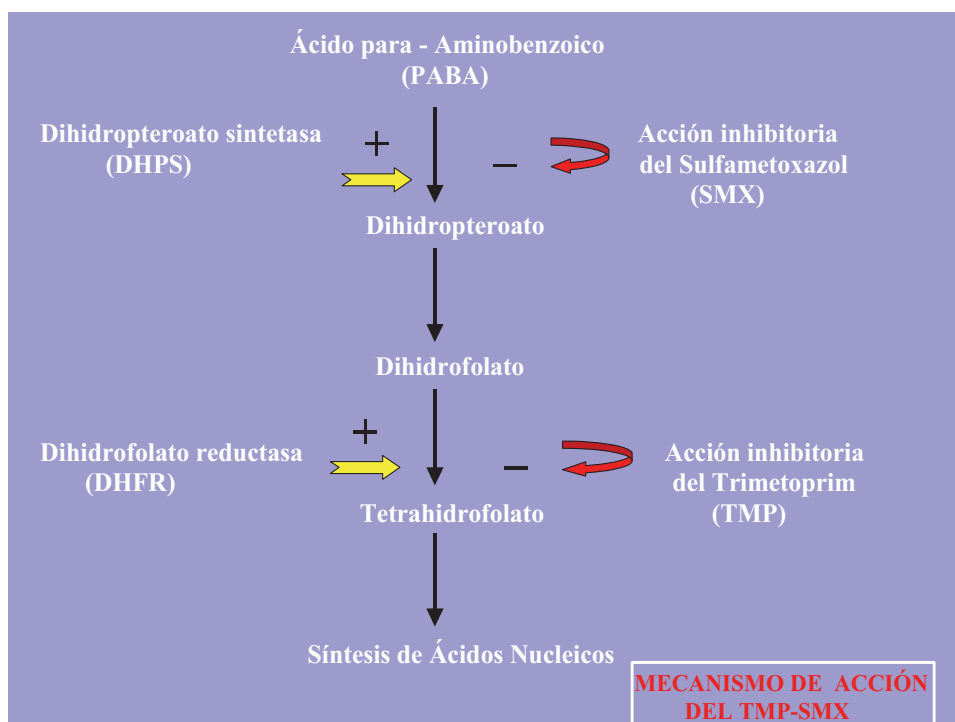 Ácido para - Aminobenzoico
(PABA)
Dihidropteroato sintetasa
(DHPS)
+
–
Acción inhibitoria
del Sulfametoxazol
(SMX)
Dihidropteroato
Dihidrofolato
Dihidrofolato reductasa
(DHFR)
+
–
Acción inhibitoria
del Trimetoprim
(TMP)
Tetrahidrofolato
Síntesis de Ácidos Nucleicos
MECANISMO DE ACCIÓN
DEL TMP-SMX